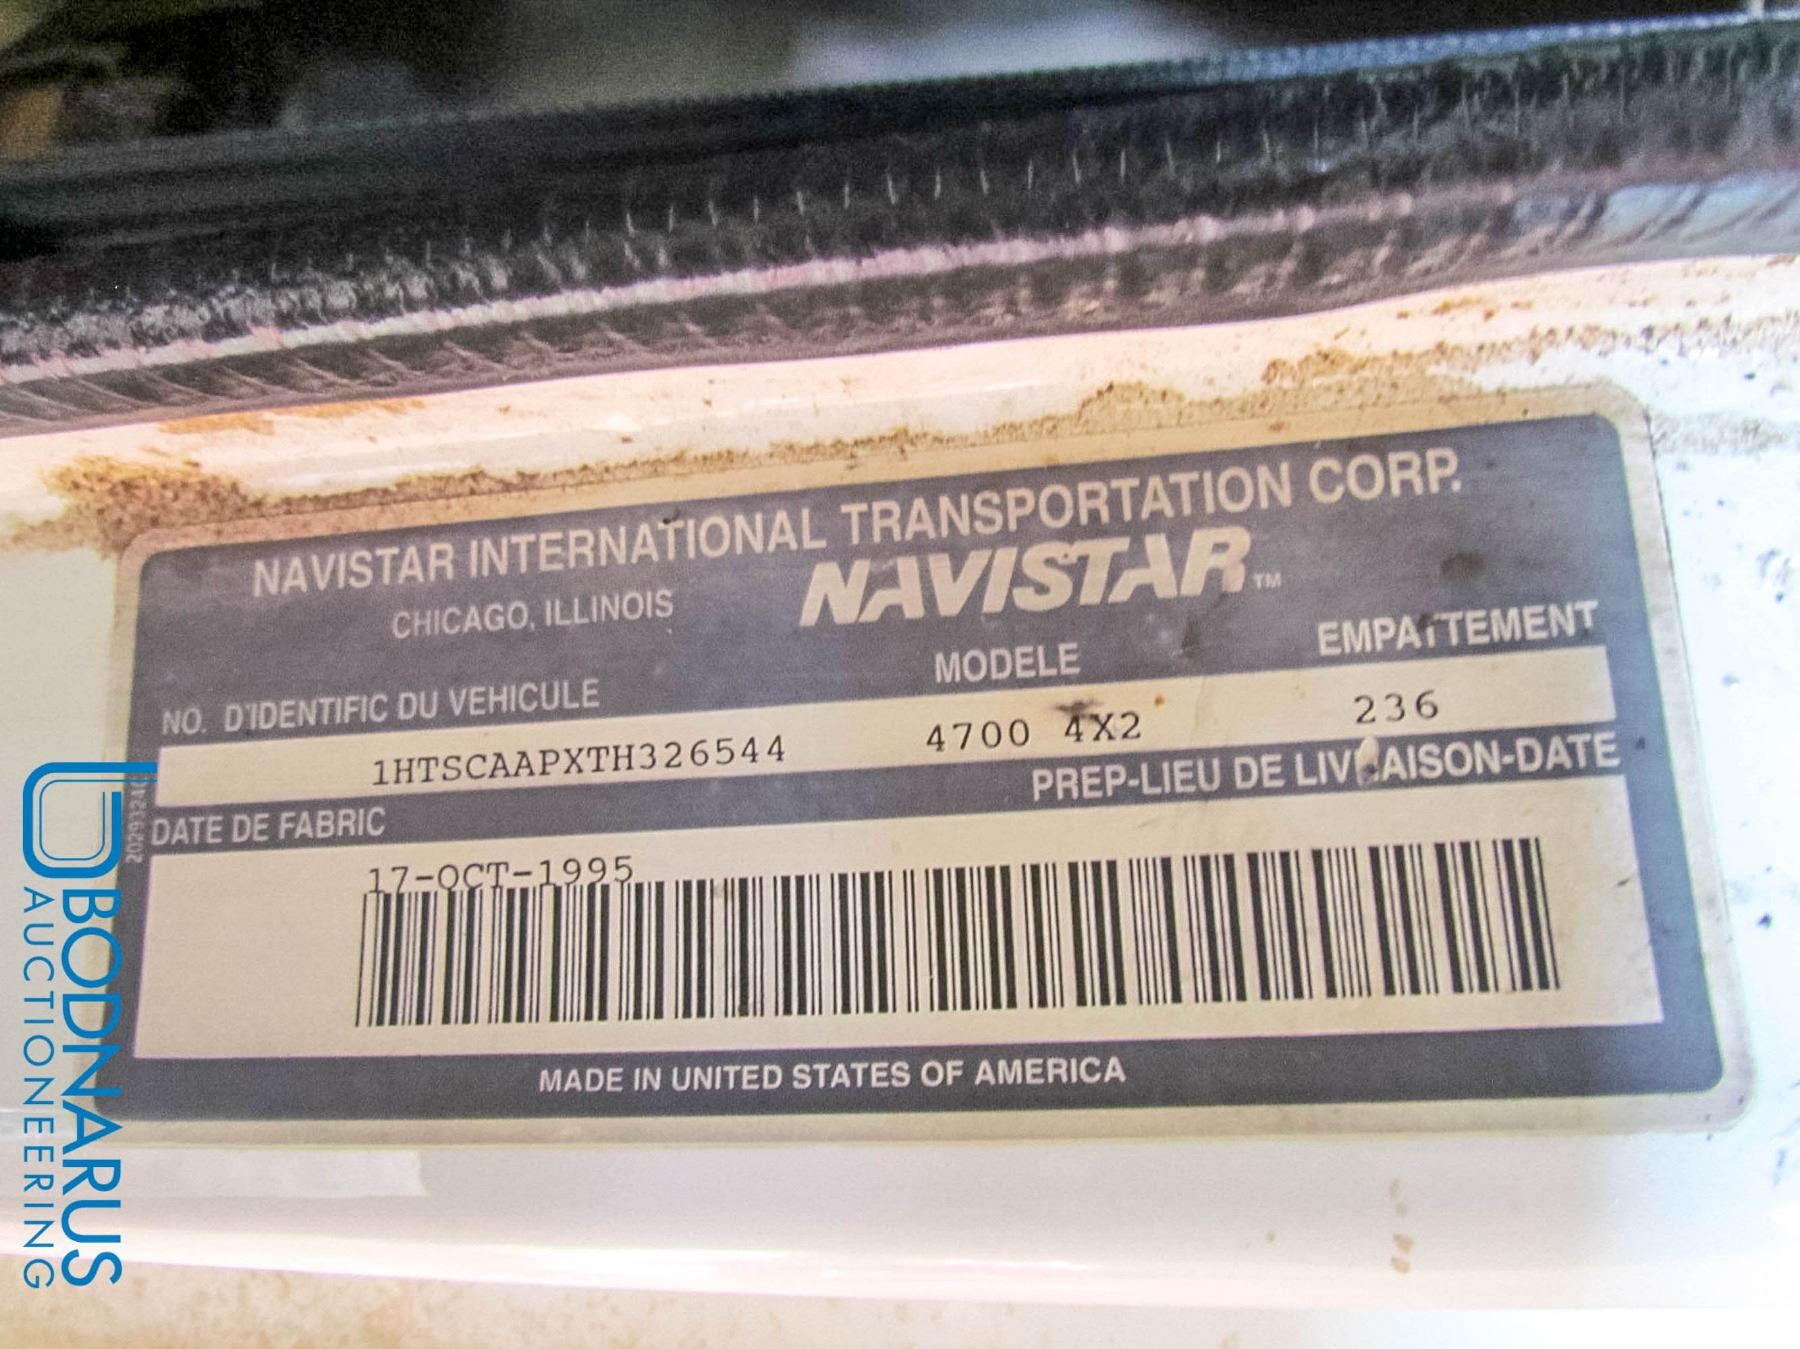 NAVISTAR INTERNATIONAL TRANSPORTATION CORP.
CHICAGO, ILLINOIS
NAVISTAR™
NO. D'IDENTIFIC DU VEHICULE
MODELE
EMPATTEMENT
1HTSCAAPXTH326544
4700 4X2
236
DATE DE FABRIC
PREP-LIEU DE LIVRAISON-DATE
17-OCT-1995
MADE IN UNITED STATES OF AMERICA
BODNARUS
AUCTIONEERING